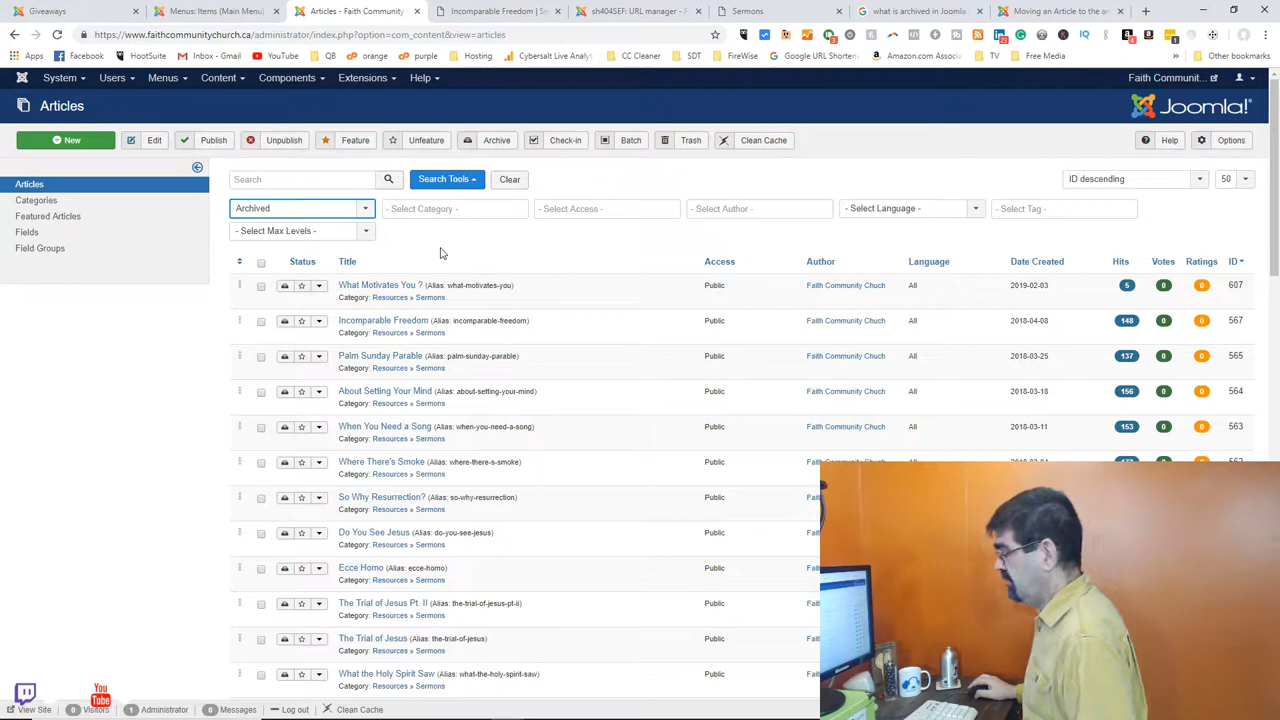 Giveaways
Menus: Items (Main Menu)
Articles - Faith Community
Incomparable Freedom | Se
sh404SEF: URL manager -
Sermons
what is archived in Joomla
Moving an Article to the
https://www.faithcommunitychurch.ca/administrator/index.php?option=com_content&view=articles
Apps ShootSuite Inbox - Gmail YouTube QB orange purple Hosting Cybersalt Analytics CC Cleaner SDT FireWise Google URL Shortene Amazon.com Associ TV Free Media Other bookmarks
System Users Menus Content Components Extensions Help Faith Communit...
Articles Joomla!
New Edit Publish Unpublish Feature Unfeature Archive Check-in Batch Trash Clean Cache Help Options
Articles
Categories
Featured Articles
Fields
Field Groups
Search Search Tools Clear ID descending 50
Archived - Select Category - - Select Access - - Select Author - - Select Language - - Select Tag -
- Select Max Levels -
Status Title Access Author Language Date Created Hits Votes Ratings ID
What Motivates You ? (Alias: what-motivates-you) Public Faith Community Chuch All 2019-02-03 5 0 0 607
Category: Resources » Sermons
Incomparable Freedom (Alias: incomparable-freedom) Public Faith Community Chuch All 2018-04-08 148 0 0 567
Category: Resources » Sermons
Palm Sunday Parable (Alias: palm-sunday-parable) Public Faith Community Chuch All 2018-03-25 137 0 0 565
Category: Resources » Sermons
About Setting Your Mind (Alias: about-setting-your-mind) Public Faith Community Chuch All 2018-03-18 156 0 0 564
Category: Resources » Sermons
When You Need a Song (Alias: when-you-need-a-song) Public Faith Community Chuch All 2018-03-11 153 0 0 563
Category: Resources » Sermons
Where There's Smoke (Alias: where-there-s-smoke) Public
Category: Resources » Sermons
So Why Resurrection? (Alias: so-why-resurrection) Public Fait
Category: Resources » Sermons
Do You See Jesus (Alias: do-you-see-jesus) Public Fait
Category: Resources » Sermons
Ecce Homo (Alias: ecce-homo) Public Fait
Category: Resources » Sermons
The Trial of Jesus Pt. II (Alias: the-trial-of-jesus-pt-ii) Public Fait
Category: Resources » Sermons
The Trial of Jesus (Alias: the-trial-of-jesus) Public Fait
Category: Resources » Sermons
What the Holy Spirit Saw (Alias: what-the-holy-spirit-saw) Public Fait
Category: Resources » Sermons
You Tube
View Site 0 Visitors 1 Administrator 0 Messages Log out Clean Cache